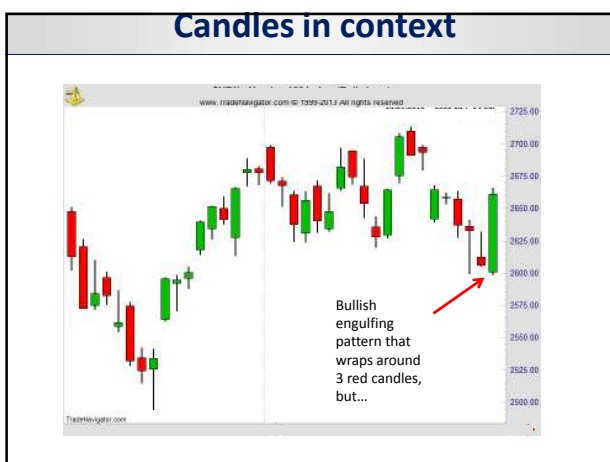 Candles in context
www.TradeNavigator.com © 1999-2013 All rights reserved
2725.00
2700.00
2675.00
2650.00
2625.00
2600.00
2575.00
2550.00
2525.00
2500.00
Bullish
engulfing
pattern that
wraps around
3 red candles,
but...
TradeNavigator.com